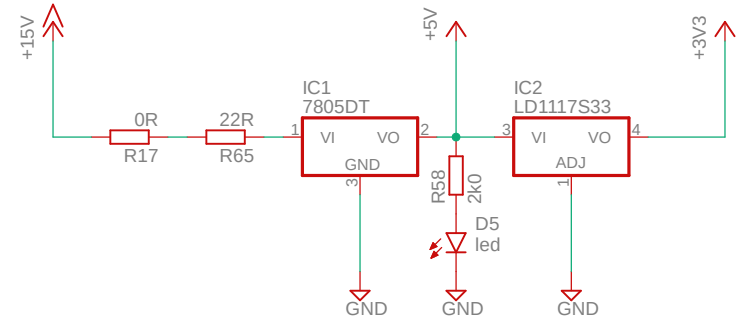 +15V
+5V
+3V3
IC1
7805DT
IC2
LD1117S33
0R
22R
R17
R65
1
VI
VO
2
GND
3
3
VI
VO
4
ADJ
1
R58
2k0
D5
led
GND
GND
GND